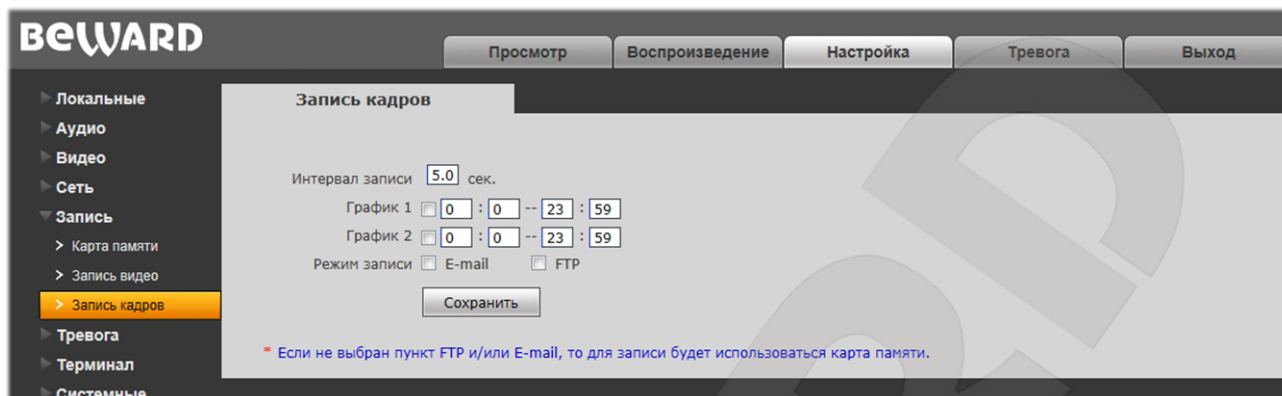 BEWARD
Просмотр Воспроизведение Настройка Тревога Выход
Локальные
Аудио
Видео
Сеть
Запись
Карта памяти
Запись видео
Запись кадров
Тревога
Терминал
Системные
Запись кадров
Интервал записи 5.0 сек.
График 1 0 : 0 -- 23 : 59
График 2 0 : 0 -- 23 : 59
Режим записи E-mail FTP
Сохранить
* Если не выбран пункт FTP и/или E-mail, то для записи будет использоваться карта памяти.